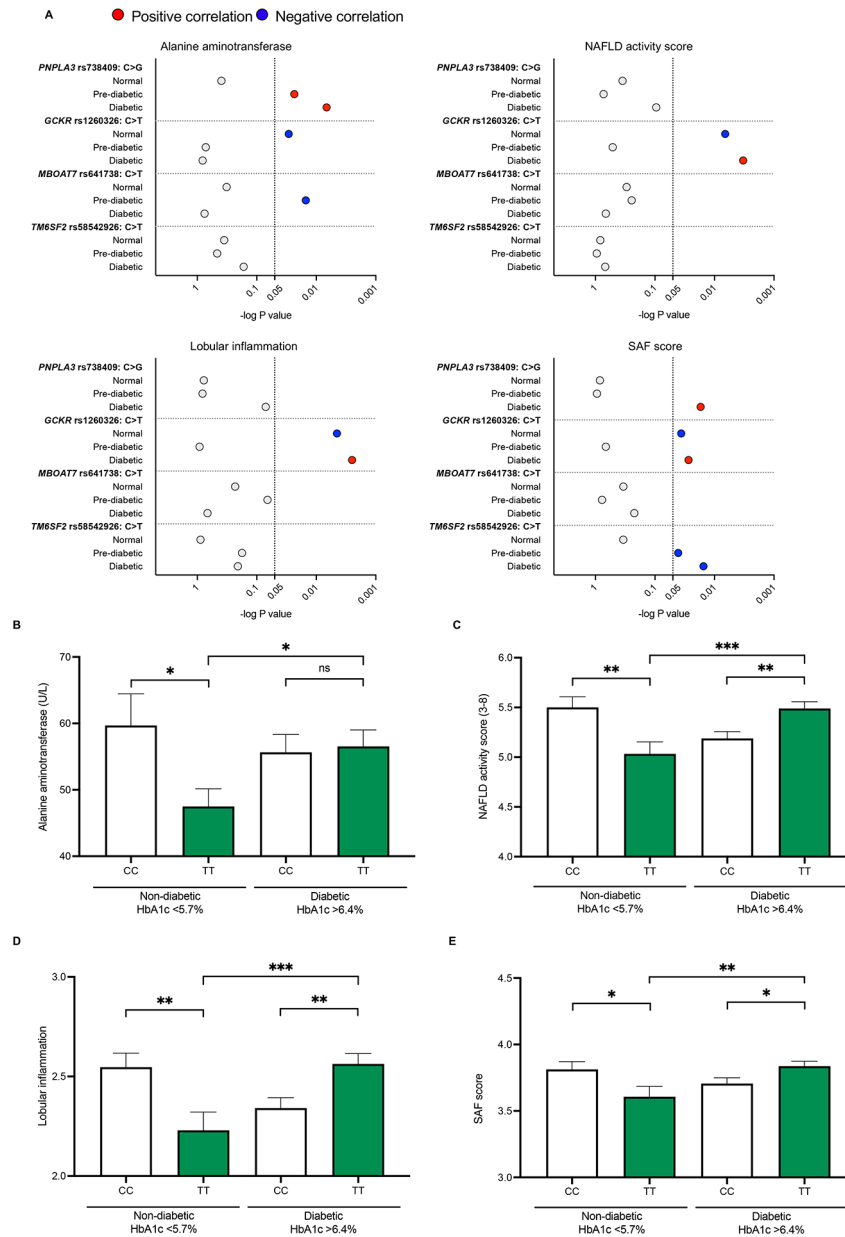 A
Positive correlation Negative correlation
Alanine aminotransferase
PNPLA3 rs738409: C>G
Normal
Pre-diabetic
Diabetic
GCKR rs1260326: C>T
Normal
Pre-diabetic
Diabetic
MBOAT7 rs641738: C>T
Normal
Pre-diabetic
Diabetic
TM6SF2 rs58542926: C>T
Normal
Pre-diabetic
Diabetic
1 0.1 0.05 0.01 0.001
-log P value
NAFLD activity score
PNPLA3 rs738409: C>G
Normal
Pre-diabetic
Diabetic
GCKR rs1260326: C>T
Normal
Pre-diabetic
Diabetic
MBOAT7 rs641738: C>T
Normal
Pre-diabetic
Diabetic
TM6SF2 rs58542926: C>T
Normal
Pre-diabetic
Diabetic
1 0.1 0.05 0.01 0.001
-log P value
Lobular inflammation
PNPLA3 rs738409: C>G
Normal
Pre-diabetic
Diabetic
GCKR rs1260326: C>T
Normal
Pre-diabetic
Diabetic
MBOAT7 rs641738: C>T
Normal
Pre-diabetic
Diabetic
TM6SF2 rs58542926: C>T
Normal
Pre-diabetic
Diabetic
1 0.1 0.05 0.01 0.001
-log P value
SAF score
PNPLA3 rs738409: C>G
Normal
Pre-diabetic
Diabetic
GCKR rs1260326: C>T
Normal
Pre-diabetic
Diabetic
MBOAT7 rs641738: C>T
Normal
Pre-diabetic
Diabetic
TM6SF2 rs58542926: C>T
Normal
Pre-diabetic
Diabetic
1 0.1 0.05 0.01 0.001
-log P value
B
Alanine aminotransferase (U/L)
70
60
50
40
*
*
ns
CC TT CC TT
Non-diabetic Diabetic
HbA1c <5.7% HbA1c >6.4%
C
NAFLD activity score (3-8)
6.0
5.5
5.0
4.5
4.0
***
** **
CC TT CC TT
Non-diabetic Diabetic
HbA1c <5.7% HbA1c >6.4%
D
Lobular inflammation
3.0
2.5
2.0
***
** **
CC TT CC TT
Non-diabetic Diabetic
HbA1c <5.7% HbA1c >6.4%
E
SAF score
4.5
4.0
3.5
3.0
**
* *
CC TT CC TT
Non-diabetic Diabetic
HbA1c <5.7% HbA1c >6.4%